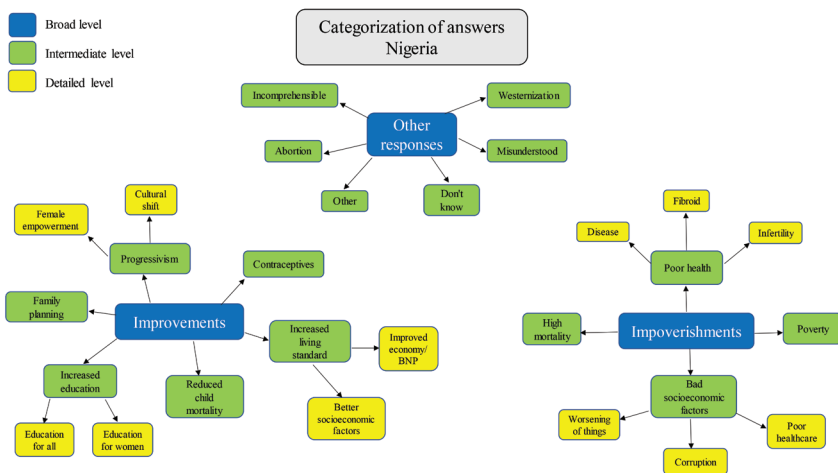 Broad level
Intermediate level
Detailed level
Categorization of answers
Nigeria
Incomprehensible
Westernization
Other
responses
Abortion
Misunderstood
Other
Don't
know
Cultural
shift
Female
empowerment
Progressivism
Contraceptives
Family
planning
Improvements
Increased
living
standard
Improved
economy/
BNP
Increased
education
Reduced
child
mortality
Better
socioeconomic
factors
Education
for all
Education
for women
Fibroid
Disease
Infertility
Poor health
High
mortality
Impoverishments
Poverty
Bad
socioeconomic
factors
Worsening
of things
Poor
healthcare
Corruption